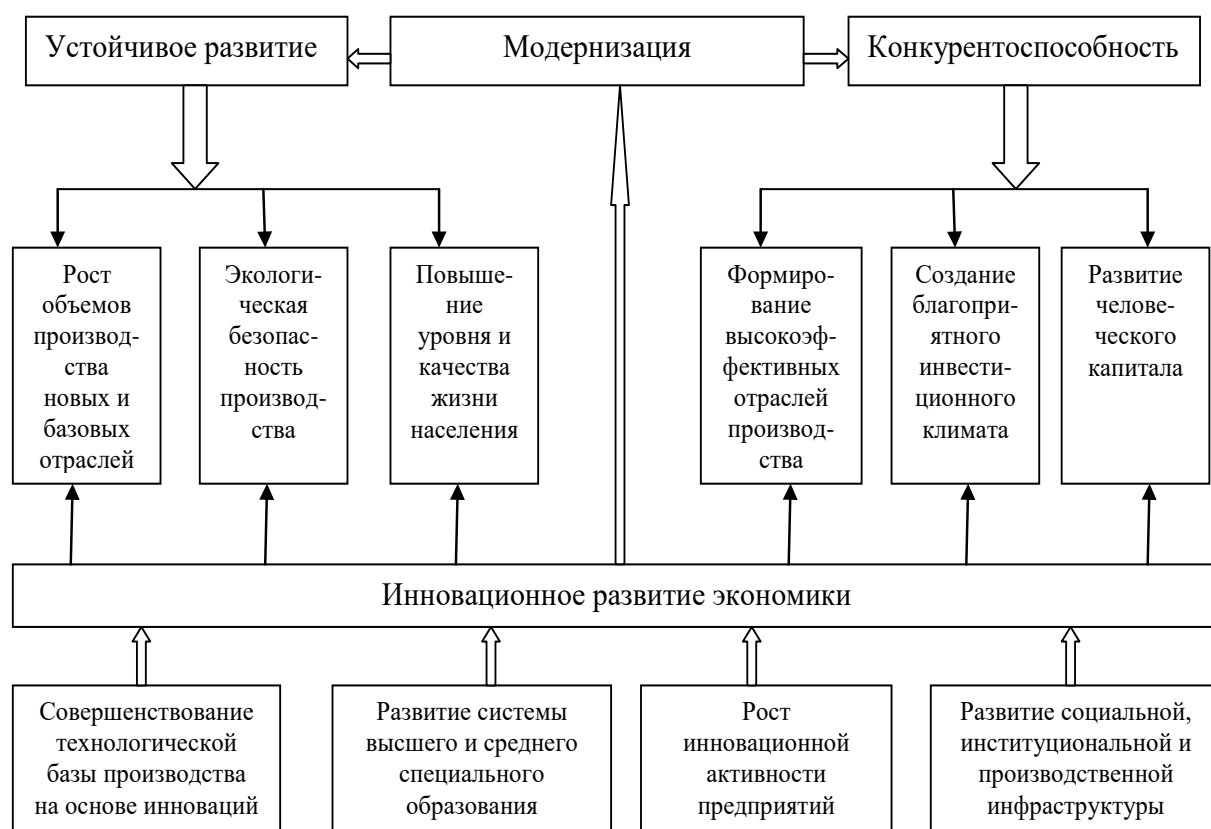 Устойчивое развитие
Модернизация
Конкурентоспособность
Рост
объемов
производ-
ства
новых и
базовых
отраслей
Экологи-
ческая
безопас-
ность
производ-
ства
Повыше-
ние
уровня и
качества
жизни
населения
Формиро-
вание
высокоэф-
фективных
отраслей
производ-
ства
Создание
благопри-
ятного
инвести-
ционного
климата
Развитие
челове-
ческого
капитала
Инновационное развитие экономики
Совершенствование
технологической
базы производства
на основе инноваций
Развитие системы
высшего и среднего
специального
образования
Рост
инновационной
активности
предприятий
Развитие социальной,
институциональной и
производственной
инфраструктуры